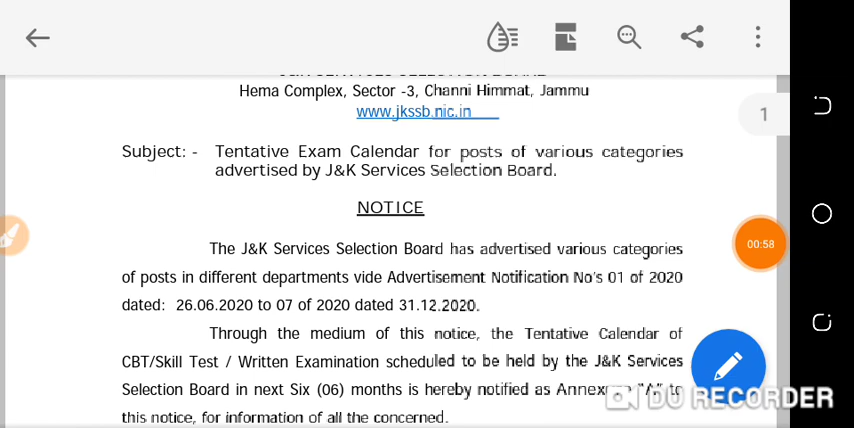 J&K SERVICES SELECTION BOARD
Hema Complex, Sector -3, Channi Himmat, Jammu
www.jkssb.nic.in
1
Subject: - Tentative Exam Calendar for posts of various categories
advertised by J&K Services Selection Board.
NOTICE
The J&K Services Selection Board has advertised various categories
of posts in different departments vide Advertisement Notification No's 01 of 2020
dated: 26.06.2020 to 07 of 2020 dated 31.12.2020.
00:58
Through the medium of this notice, the Tentative Calendar of
CBT/Skill Test / Written Examination scheduled to be held by the J&K Services
Selection Board in next Six (06) months is hereby notified as "A" to
this notice, for information of all the concerned.
DU RECORDER